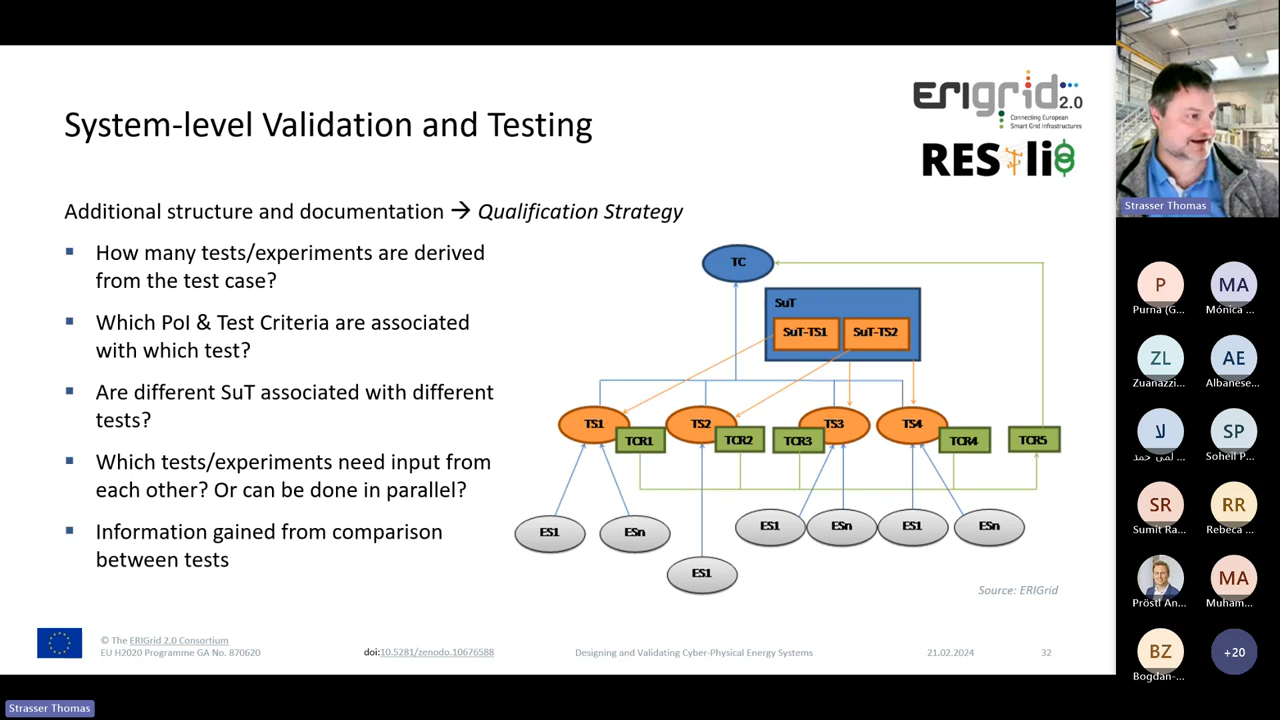 System-level Validation and Testing
ERIGrid 2.0
Connecting European
Smart Grid Infrastructures
RESili8
Additional structure and documentation → Qualification Strategy
▪ How many tests/experiments are derived
from the test case?
▪ Which PoI & Test Criteria are associated
with which test?
▪ Are different SuT associated with different
tests?
▪ Which tests/experiments need input from
each other? Or can be done in parallel?
▪ Information gained from comparison
between tests
TC
SuT
SuT-TS1 SuT-TS2
TS1 TS2 TS3 TS4
TCR1 TCR2 TCR3 TCR4 TCR5
ES1 ESn ES1 ESn ES1 ESn
ES1
Source: ERIGrid
© The ERIGrid 2.0 Consortium
EU H2020 Programme GA No. 870620
doi:10.5281/zenodo.10676588
Designing and Validating Cyber-Physical Energy Systems
21.02.2024
32
Strasser Thomas
P MA
Purna (G... Mónica ...
ZL AE
Zuanazzi... Albanese...
لا SP
لمى حمد ... Soheil P...
SR RR
Sumit Ra... Rebeca ...
MA
Pröstl An... Muham...
BZ +20
Bogdan-...
Strasser Thomas